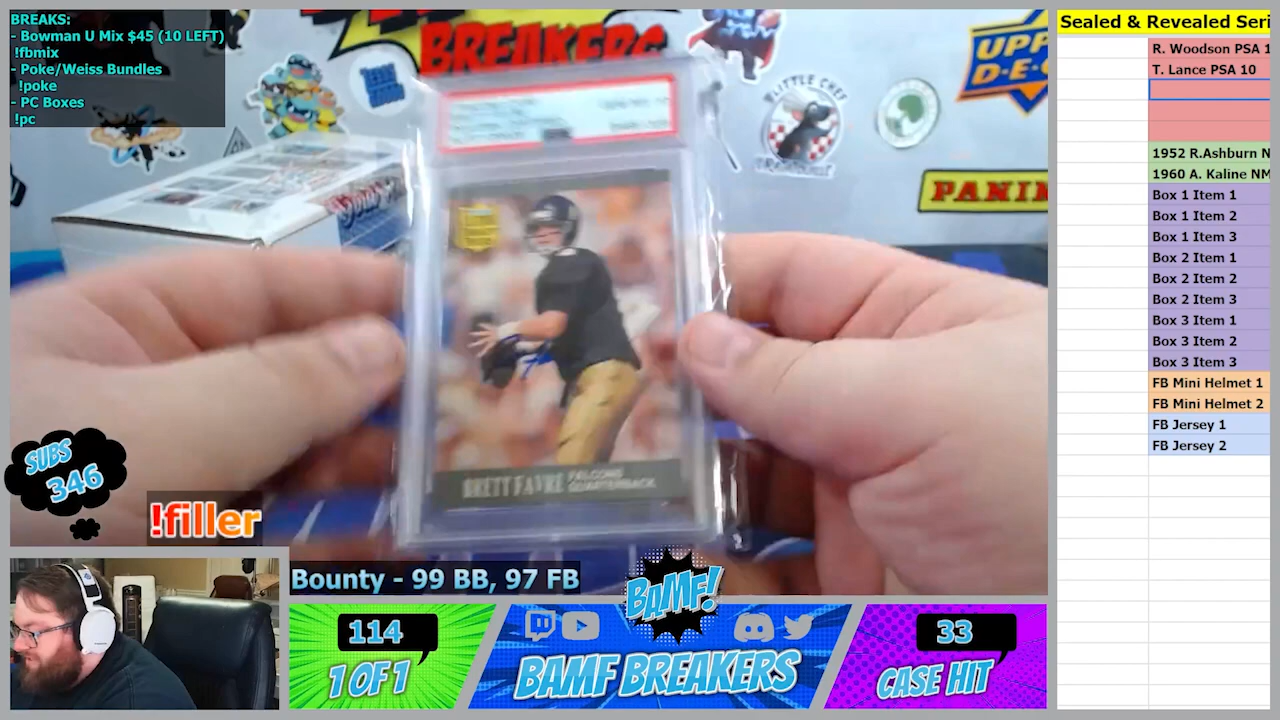 BREAKS:
- Bowman U Mix $45 (10 LEFT)
!fbmix
- Poke/Weiss Bundles
!poke
- PC Boxes
!pc
BREAKERS
UPP
D-E-C
LITTLE CHEF
PANINI
BRETT FAVRE FALCONS
QUARTERBACK
SUBS
346
!filler
Bounty - 99 BB, 97 FB
BAMF!
114
1 OF 1
BAMF BREAKERS
33
CASE HIT
Sealed & Revealed Seri
R. Woodson PSA 1
T. Lance PSA 10
1952 R.Ashburn N
1960 A. Kaline NM
Box 1 Item 1
Box 1 Item 2
Box 1 Item 3
Box 2 Item 1
Box 2 Item 2
Box 2 Item 3
Box 3 Item 1
Box 3 Item 2
Box 3 Item 3
FB Mini Helmet 1
FB Mini Helmet 2
FB Jersey 1
FB Jersey 2